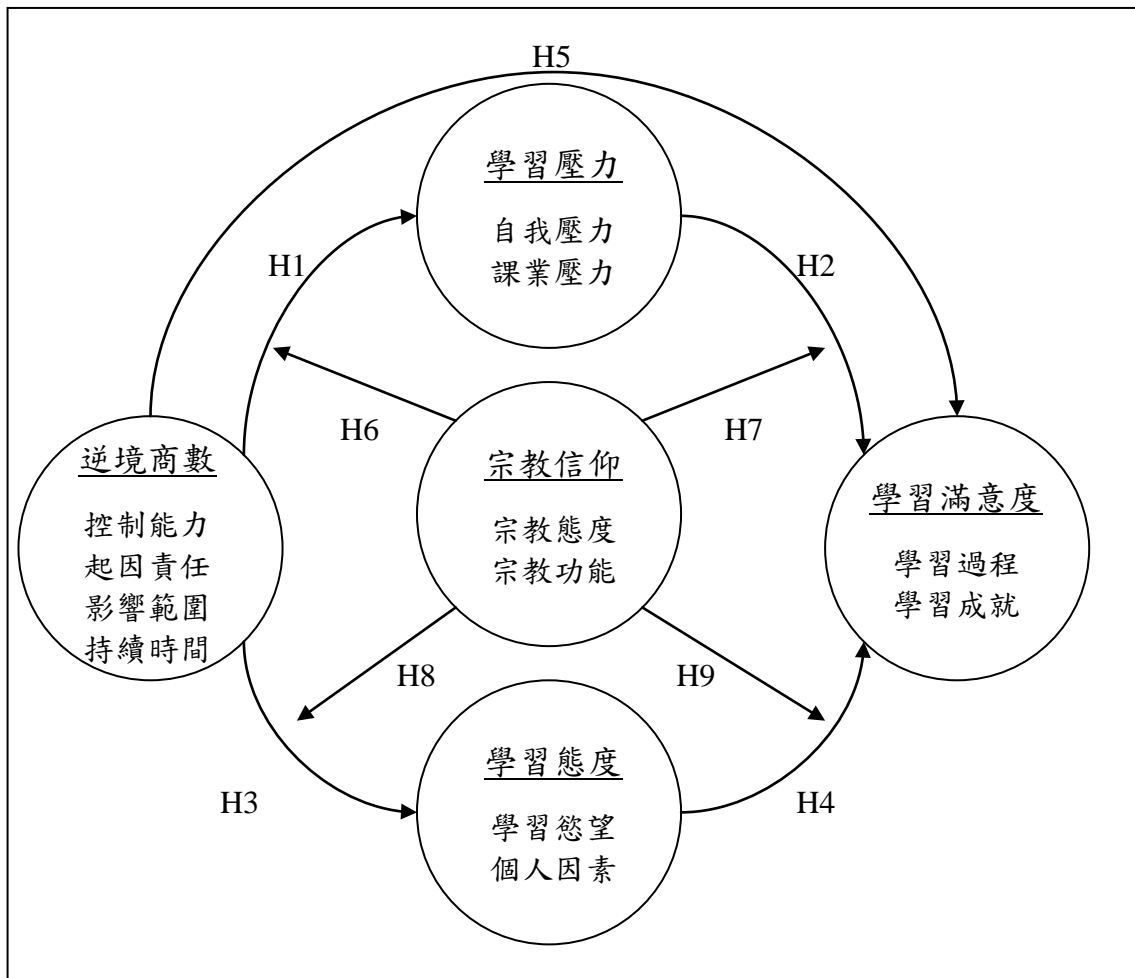 H5
學習壓力
自我壓力
課業壓力
H1
H2
H6
H7
逆境商數
控制能力
起因責任
影響範圍
持續時間
宗教信仰
宗教態度
宗教功能
學習滿意度
學習過程
學習成就
H8
H9
H3
H4
學習態度
學習慾望
個人因素